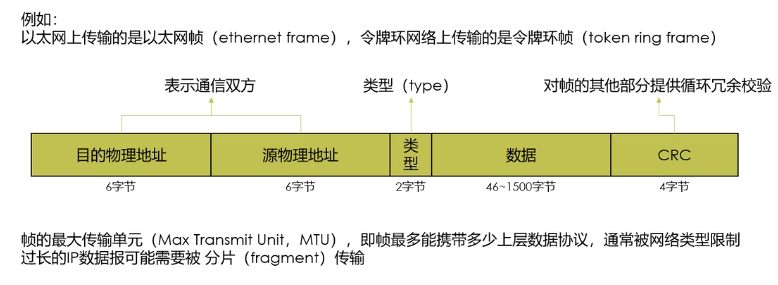 例如：
以太网上传输的是以太网帧（ethernet frame），令牌环网络上传输的是令牌环帧（token ring frame）
表示通信双方 类型（type） 对帧的其他部分提供循环冗余校验
目的物理地址 源物理地址 类型 数据 CRC
6字节 6字节 2字节 46~1500字节 4字节
帧的最大传输单元（Max Transmit Unit，MTU），即帧最多能携带多少上层数据协议，通常被网络类型限制
过长的IP数据报可能需要被 分片（fragment）传输